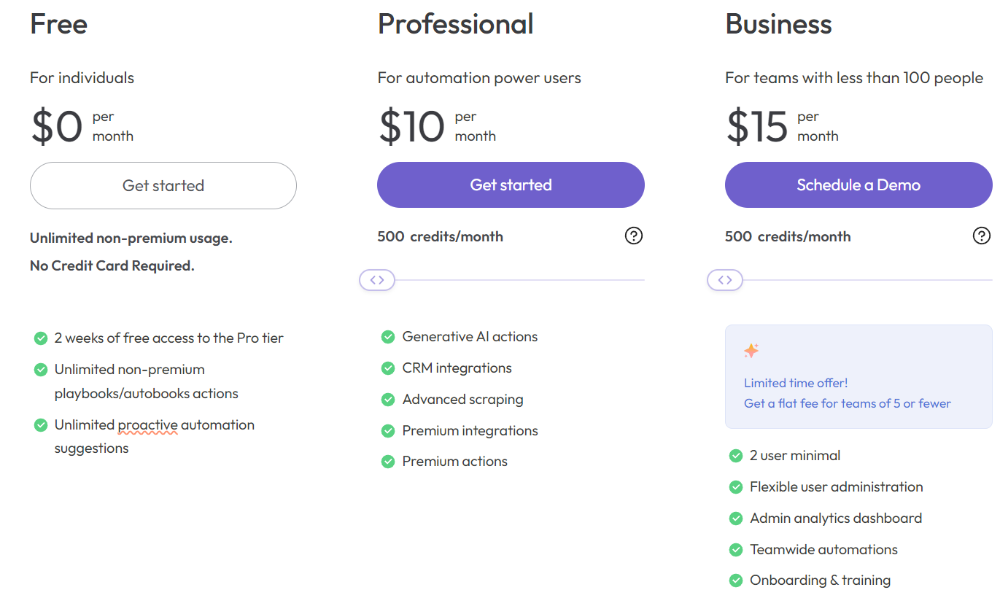 Free
For individuals
$0 per
month
Get started
Unlimited non-premium usage.
No Credit Card Required.
2 weeks of free access to the Pro tier
Unlimited non-premium
playbooks/autobooks actions
Unlimited proactive automation
suggestions
Professional
For automation power users
$10 per
month
Get started
500 credits/month
?
Generative AI actions
CRM integrations
Advanced scraping
Premium integrations
Premium actions
Business
For teams with less than 100 people
$15 per
month
Schedule a Demo
500 credits/month
?
Limited time offer!
Get a flat fee for teams of 5 or fewer
2 user minimal
Flexible user administration
Admin analytics dashboard
Teamwide automations
Onboarding & training